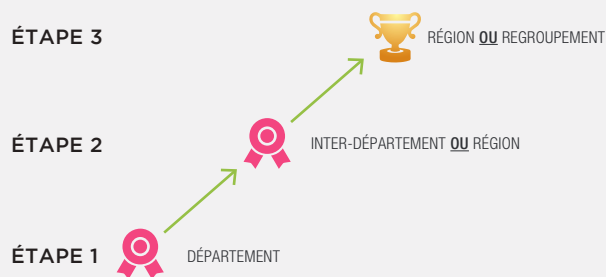 ÉTAPE 3
RÉGION OU REGROUPEMENT
ÉTAPE 2
INTER-DÉPARTEMENT OU RÉGION
ÉTAPE 1
DÉPARTEMENT